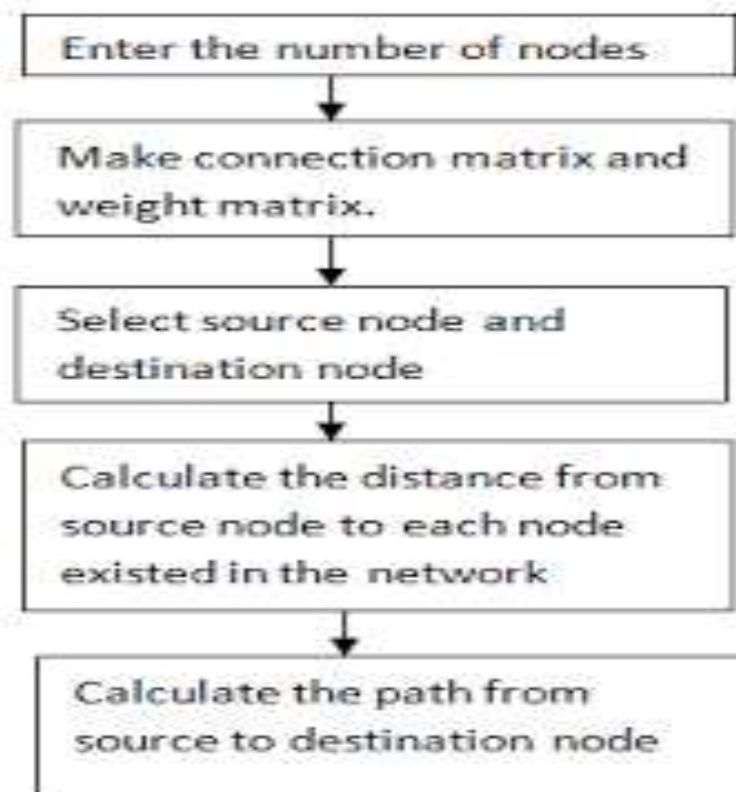 Enter the number of nodes
Make connection matrix and
weight matrix.
Select source node and
destination node
Calculate the distance from
source node to each node
existed in the network
Calculate the path from
source to destination node